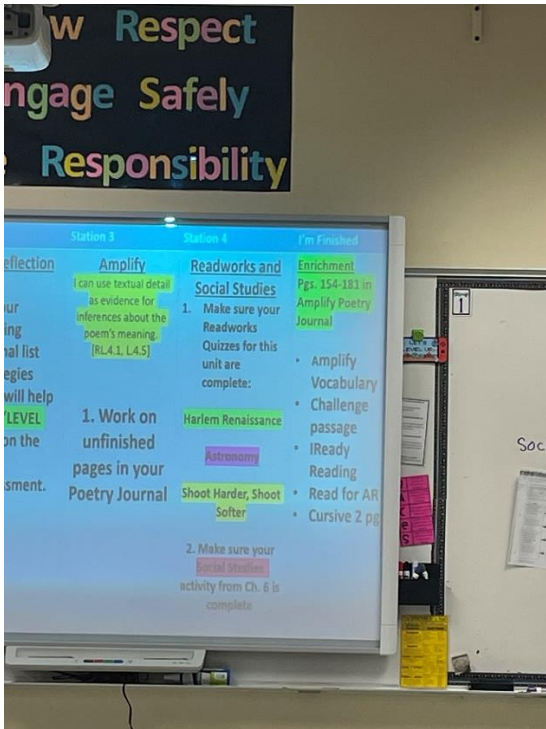 w Respect
ngage Safely
e Responsibility
Station 3
Station 4
I'm Finished
eflection
our
ing
nal list
egies
will help
LEVEL
on the
sment.
Amplify
I can use textual detail
as evidence for
inferences about the
poem's meaning.
[RL.4.1, L.4.5]
1. Work on
unfinished
pages in your
Poetry Journal
Readworks and
Social Studies
1. Make sure your
Readworks
Quizzes for this
unit are
complete:
Harlem Renaissance
Astronomy
Shoot Harder, Shoot
Softer
2. Make sure your
Social Studies
activity from Ch. 6 is
complete
Enrichment
Pgs. 154-181 in
Amplify Poetry
Journal
• Amplify
Vocabulary
• Challenge
passage
• IReady
Reading
• Read for AR
• Cursive 2 pg
1
Soc